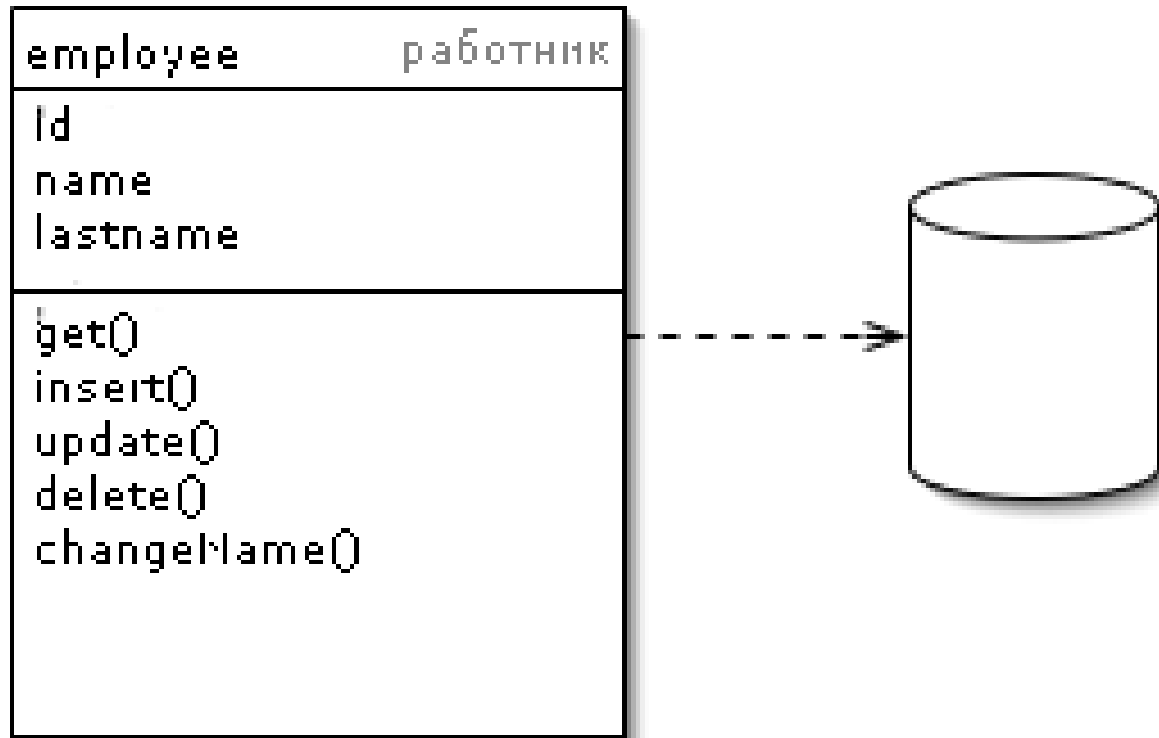 employee работник
id
name
lastname
get()
insert()
update()
delete()
changeName()